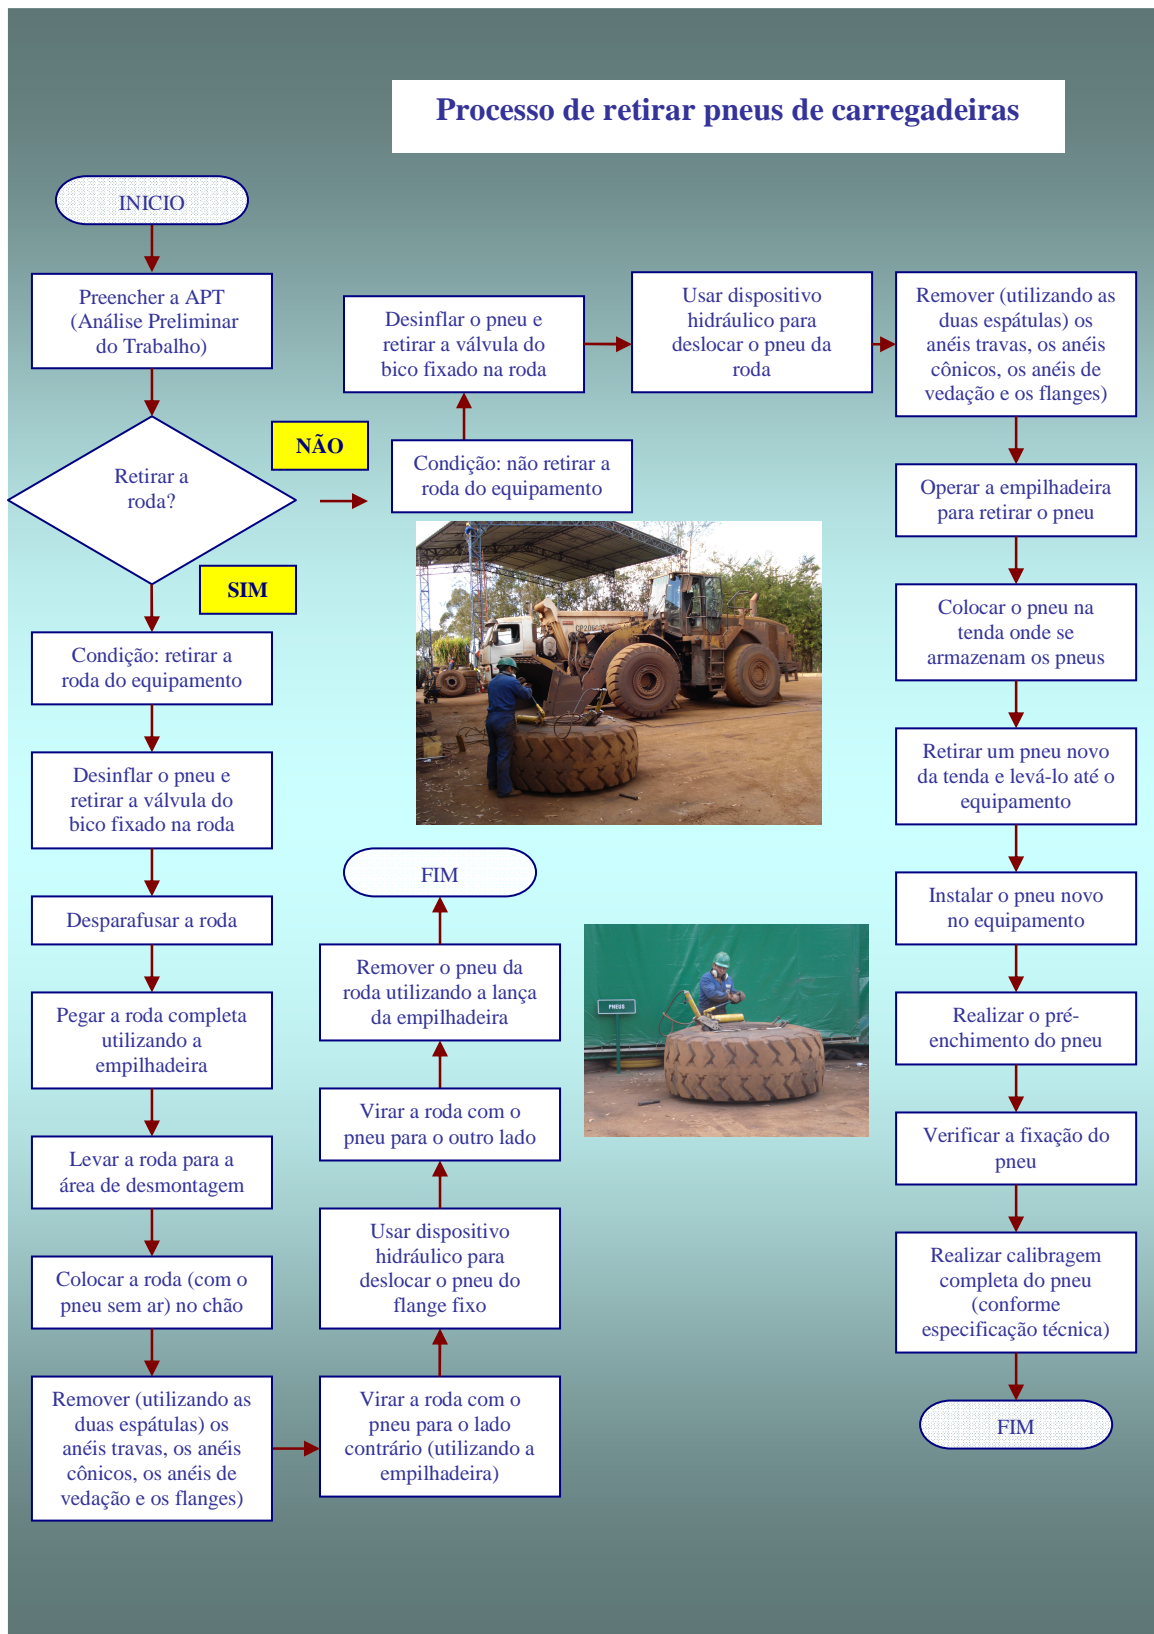 Processo de retirar pneus de carregadeiras
INICIO
Preencher a APT
(Análise Preliminar
do Trabalho)
Retirar a
roda?
NÃO
SIM
Condição: não retirar a
roda do equipamento
Desinflar o pneu e
retirar a válvula do
bico fixado na roda
Usar dispositivo
hidráulico para
deslocar o pneu da
roda
Remover (utilizando as
duas espátulas) os
anéis travas, os anéis
cônicos, os anéis de
vedação e os flanges)
Operar a empilhadeira
para retirar o pneu
Colocar o pneu na
tenda onde se
armazenam os pneus
Retirar um pneu novo
da tenda e levá-lo até o
equipamento
Instalar o pneu novo
no equipamento
Realizar o pré-
enchimento do pneu
Verificar a fixação do
pneu
Realizar calibragem
completa do pneu
(conforme
especificação técnica)
FIM
Condição: retirar a
roda do equipamento
Desinflar o pneu e
retirar a válvula do
bico fixado na roda
Desparafusar a roda
Pegar a roda completa
utilizando a
empilhadeira
Levar a roda para a
área de desmontagem
Colocar a roda (com o
pneu sem ar) no chão
Remover (utilizando as
duas espátulas) os
anéis travas, os anéis
cônicos, os anéis de
vedação e os flanges)
Virar a roda com o
pneu para o lado
contrário (utilizando a
empilhadeira)
Usar dispositivo
hidráulico para
deslocar o pneu do
flange fixo
Virar a roda com o
pneu para o outro lado
Remover o pneu da
roda utilizando a lança
da empilhadeira
FIM
PNEUS